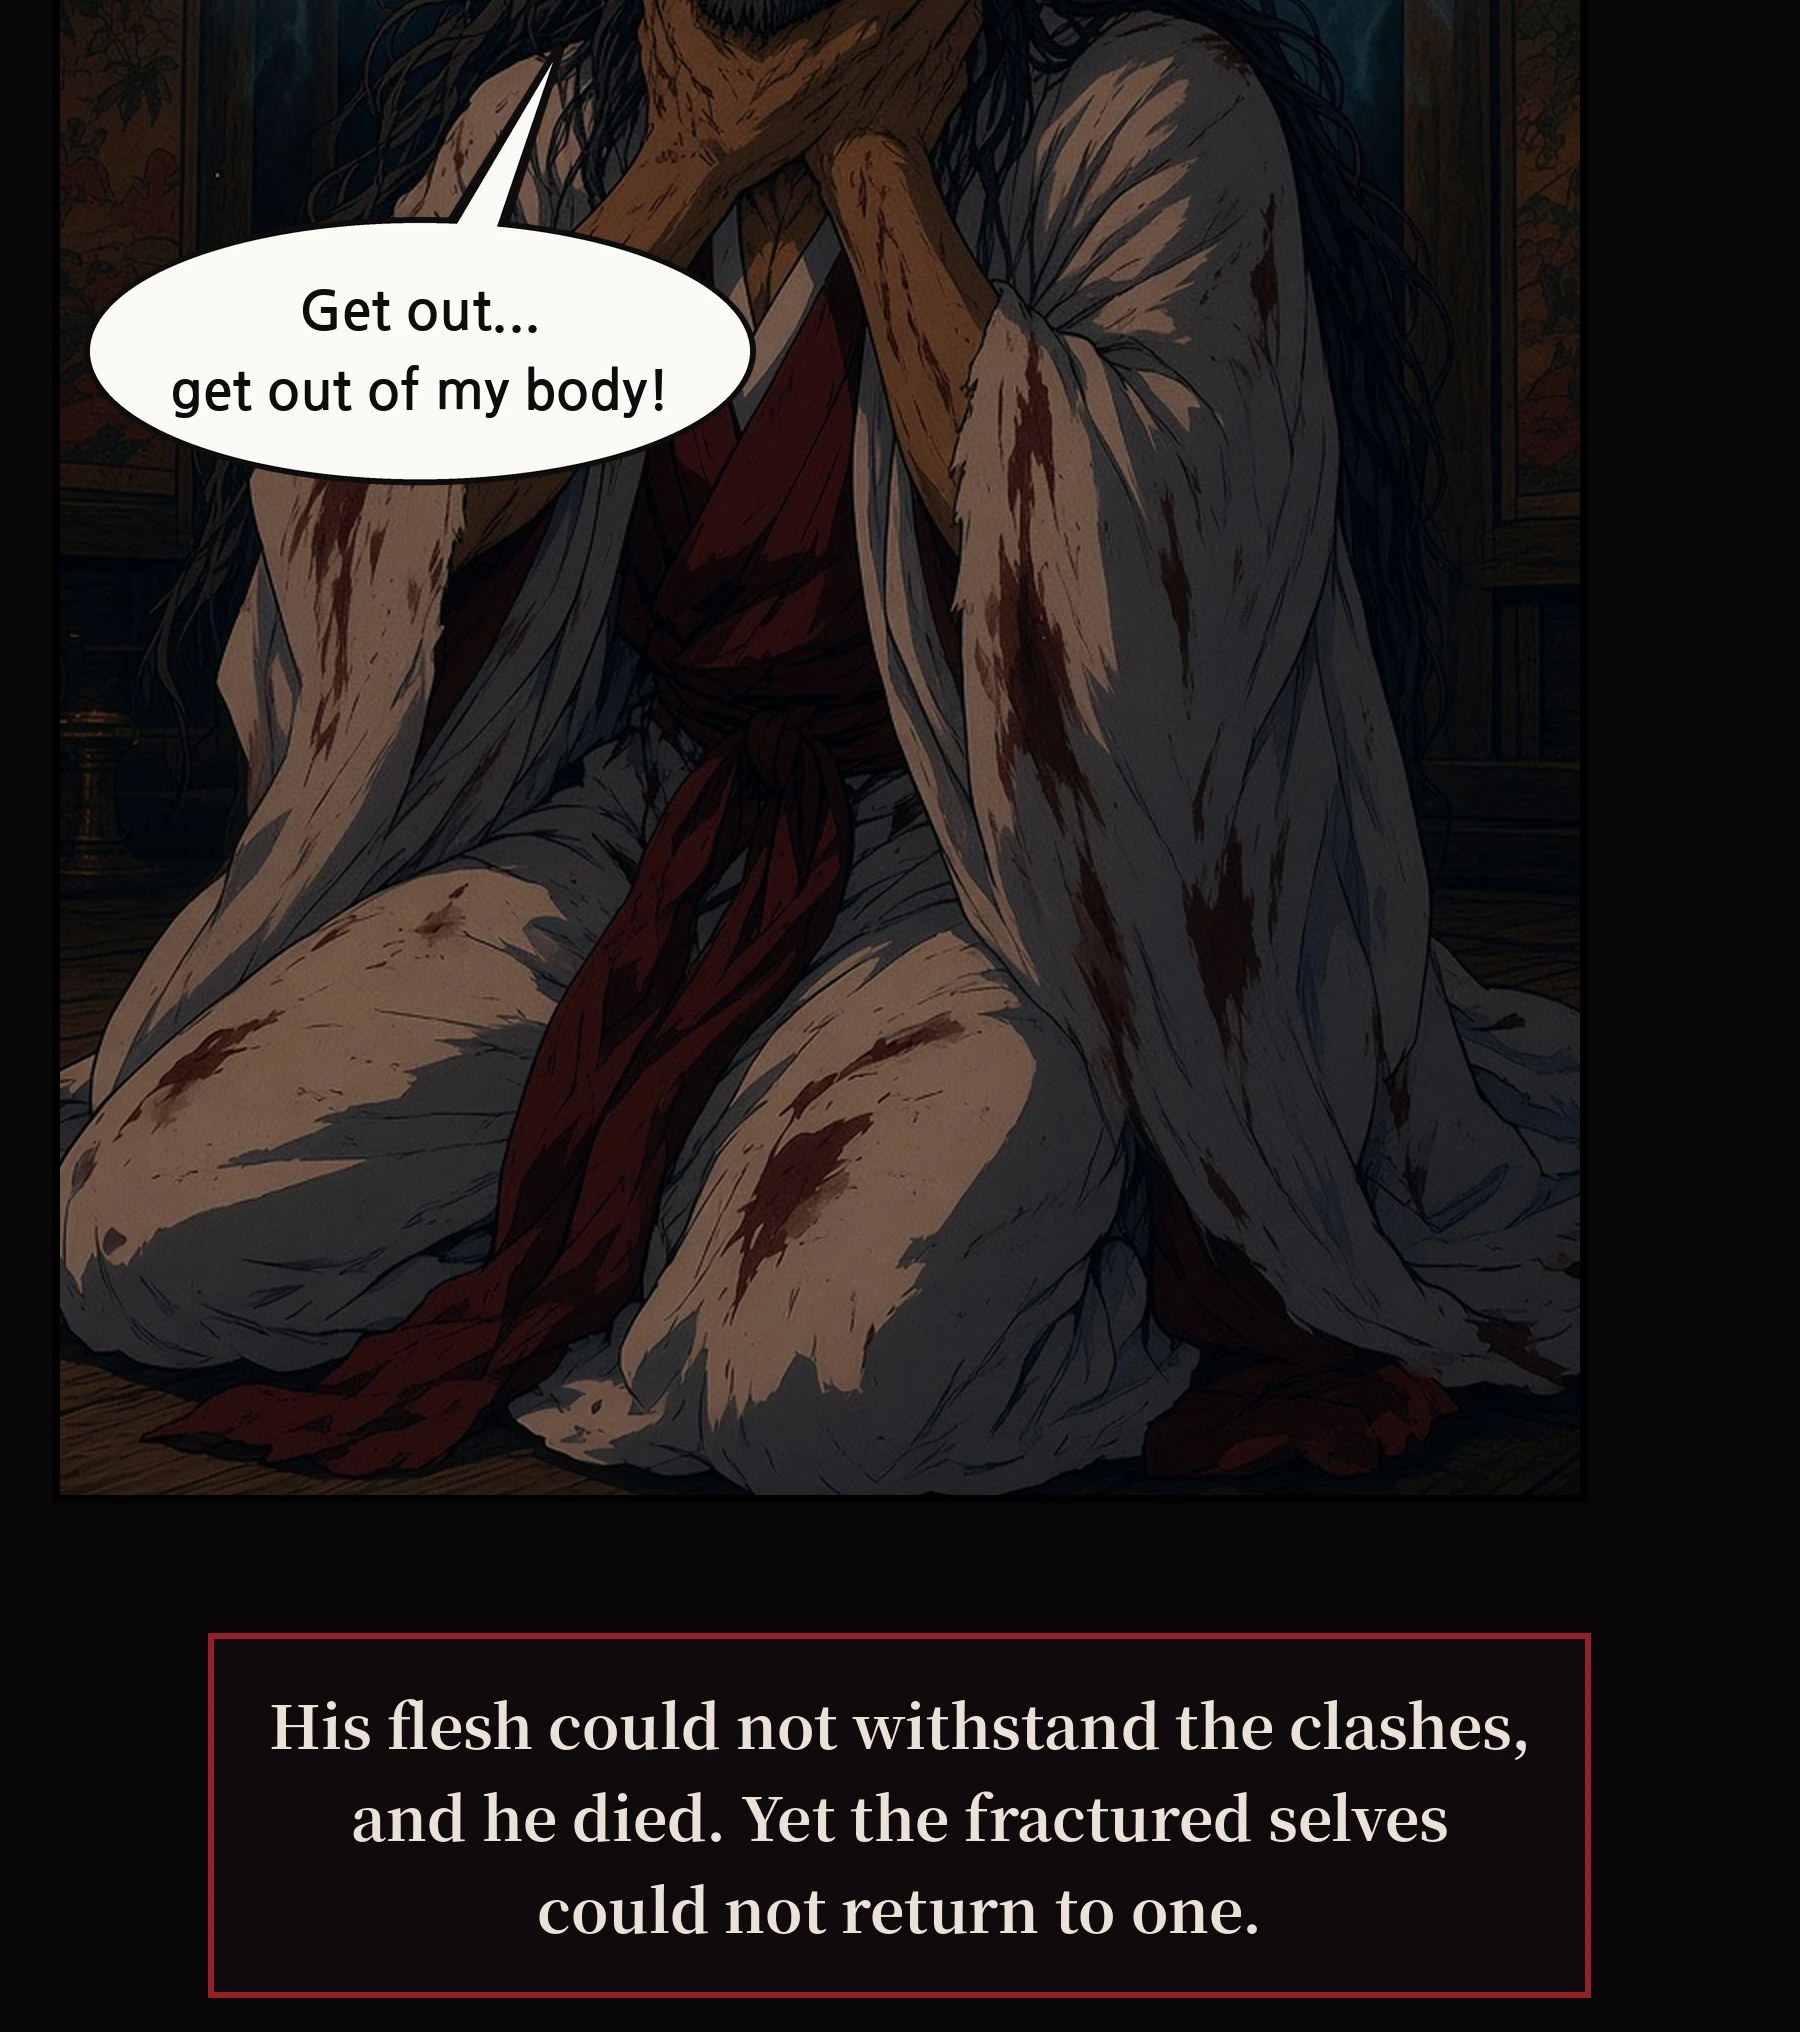 Get out...
get out of my body!
His flesh could not withstand the clashes,
and he died. Yet the fractured selves
could not return to one.